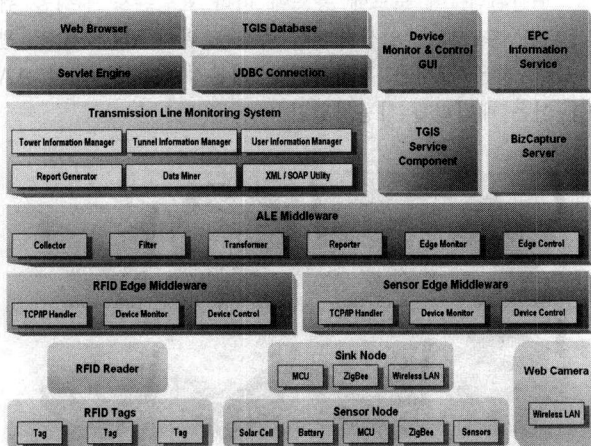 Web Browser
TGIS Database
Device
Monitor & Control
GUI
EPC
Information
Service
Servlet Engine
JDBC Connection
Transmission Line Monitoring System
Tower Information Manager
Tunnel Information Manager
User Information Manager
Report Generator
Data Miner
XML / SOAP Utility
TGIS
Service
Component
BizCapture
Server
ALE Middleware
Collector
Filter
Transformer
Reporter
Edge Monitor
Edge Control
RFID Edge Middleware
TCP/IP Handler
Device Monitor
Device Control
Sensor Edge Middleware
TCP/IP Handler
Device Monitor
Device Control
RFID Reader
Sink Node
MCU
ZigBee
Wireless LAN
Web Camera
Wireless LAN
RFID Tags
Tag
Tag
Tag
Sensor Node
Solar Cell
Battery
MCU
ZigBee
Sensors